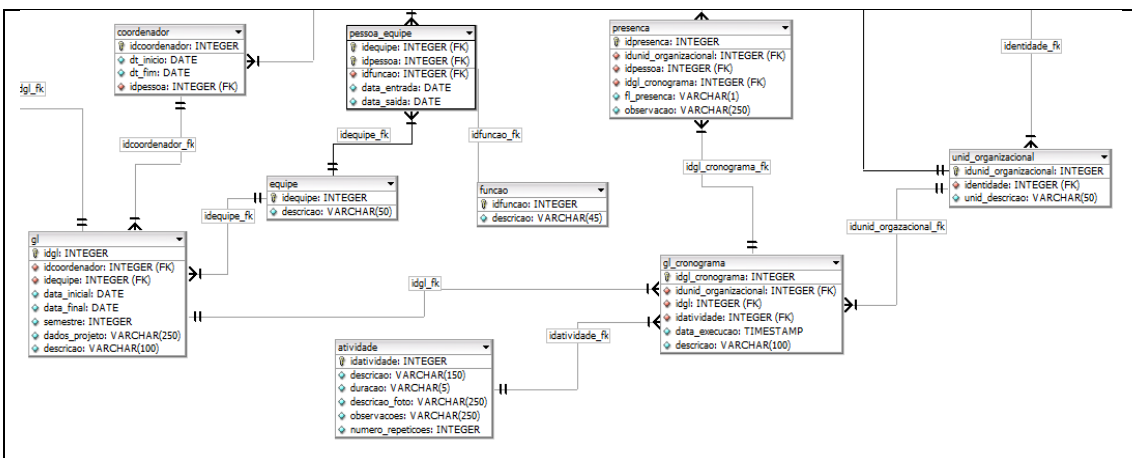 coordenador
idcoordenador: INTEGER
dt_inicio: DATE
dt_fim: DATE
idpessoa: INTEGER (FK)
pessoa_equipe
idequipe: INTEGER (FK)
idpessoa: INTEGER (FK)
idfuncao: INTEGER (FK)
data_entrada: DATE
data_saida: DATE
presenca
idpresenca: INTEGER
idunid_organizacional: INTEGER (FK)
idpessoa: INTEGER (FK)
idgl_cronograma: INTEGER (FK)
fl_presenca: VARCHAR(1)
observacao: VARCHAR(250)
identidade_fk
dgl_fk
idcoordenador_fk
idequipe_fk
idfuncao_fk
idgl_cronograma_fk
unid_organizacional
idunid_organizacional: INTEGER
identidade: INTEGER (FK)
unid_descricao: VARCHAR(50)
equipe
idequipe: INTEGER
descricao: VARCHAR(50)
funcao
idfuncao: INTEGER
descricao: VARCHAR(45)
idequipe_fk
idunid_orgazacional_fk
gl
idgl: INTEGER
idcoordenador: INTEGER (FK)
idequipe: INTEGER (FK)
data_inicial: DATE
data_final: DATE
semestre: INTEGER
dados_projeto: VARCHAR(250)
descricao: VARCHAR(100)
idgl_fk
gl_cronograma
idgl_cronograma: INTEGER
idunid_organizacional: INTEGER (FK)
idgl: INTEGER (FK)
idatividade: INTEGER (FK)
data_execucao: TIMESTAMP
descricao: VARCHAR(100)
idatividade_fk
atividade
idatividade: INTEGER
descricao: VARCHAR(150)
duracao: VARCHAR(5)
descricao_foto: VARCHAR(250)
observacoes: VARCHAR(250)
numero_repeticoes: INTEGER